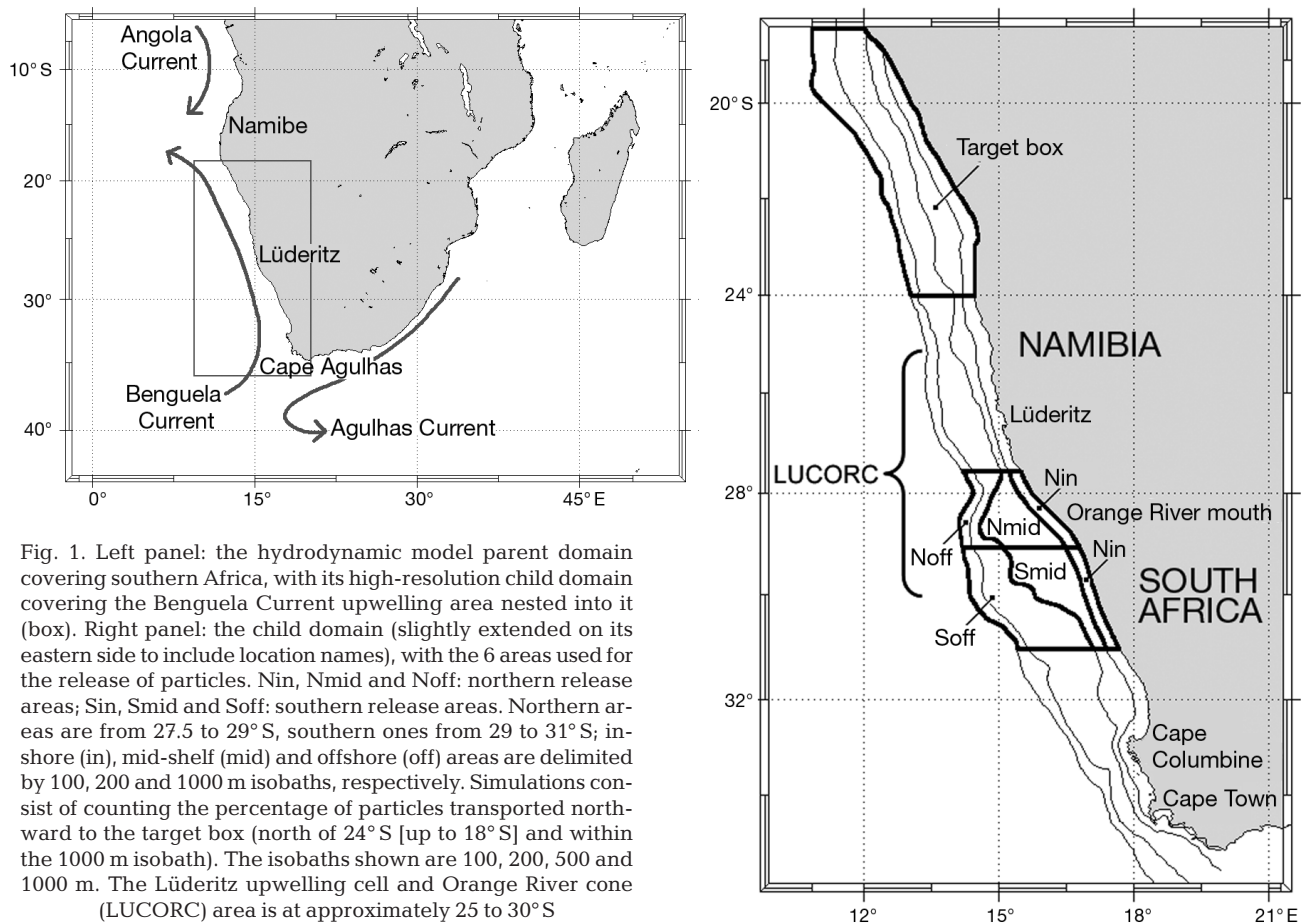 Angola
Current
10°S
Namibe
20°
Lüderitz
30°
Cape Agulhas
Benguela
Current
Agulhas Current
40°
0°
15°
30°
45°E
Fig. 1. Left panel: the hydrodynamic model parent domain
covering southern Africa, with its high-resolution child domain
covering the Benguela Current upwelling area nested into it
(box). Right panel: the child domain (slightly extended on its
eastern side to include location names), with the 6 areas used for
the release of particles. Nin, Nmid and Noff: northern release
areas; Sin, Smid and Soff: southern release areas. Northern ar-
eas are from 27.5 to 29°S, southern ones from 29 to 31°S; in-
shore (in), mid-shelf (mid) and offshore (off) areas are delimited
by 100, 200 and 1000 m isobaths, respectively. Simulations con-
sist of counting the percentage of particles transported north-
ward to the target box (north of 24°S [up to 18°S] and within
the 1000 m isobath). The isobaths shown are 100, 200, 500 and
1000 m. The Lüderitz upwelling cell and Orange River cone
(LUCORC) area is at approximately 25 to 30°S
20°S
Target box
24°
NAMIBIA
Lüderitz
LUCORC
Nin
28°
Orange River mouth
Nmid
Noff
Nin
Smid
SOUTH
AFRICA
Soff
32°
Cape
Columbine
Cape Town
12°
15°
18°
21°E